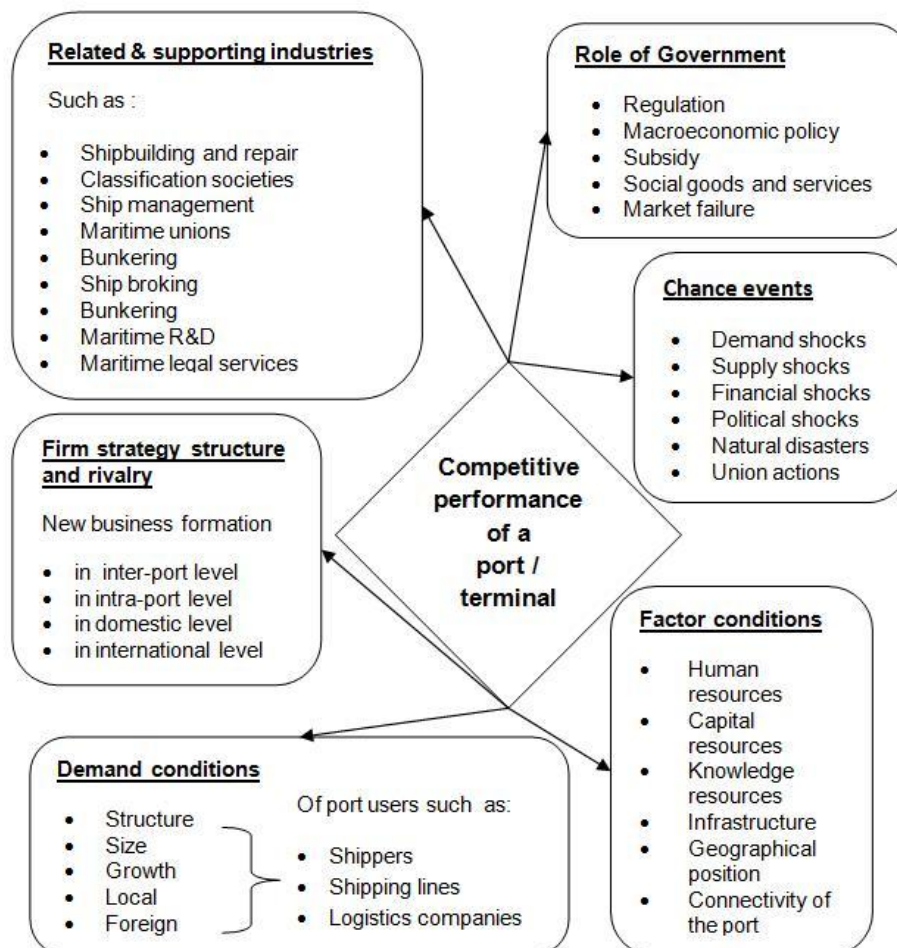 Related & supporting industries
Such as :
• Shipbuilding and repair
• Classification societies
• Ship management
• Maritime unions
• Bunkering
• Ship broking
• Bunkering
• Maritime R&D
• Maritime legal services
Role of Government
• Regulation
• Macroeconomic policy
• Subsidy
• Social goods and services
• Market failure
Chance events
• Demand shocks
• Supply shocks
• Financial shocks
• Political shocks
• Natural disasters
• Union actions
Firm strategy structure
and rivalry
New business formation
• in inter-port level
• in intra-port level
• in domestic level
• in international level
Competitive
performance
of a
port /
terminal
Factor conditions
• Human
resources
• Capital
resources
• Knowledge
resources
• Infrastructure
• Geographical
position
• Connectivity of
the port
Demand conditions
• Structure
• Size
• Growth
• Local
• Foreign
Of port users such as:
• Shippers
• Shipping lines
• Logistics companies